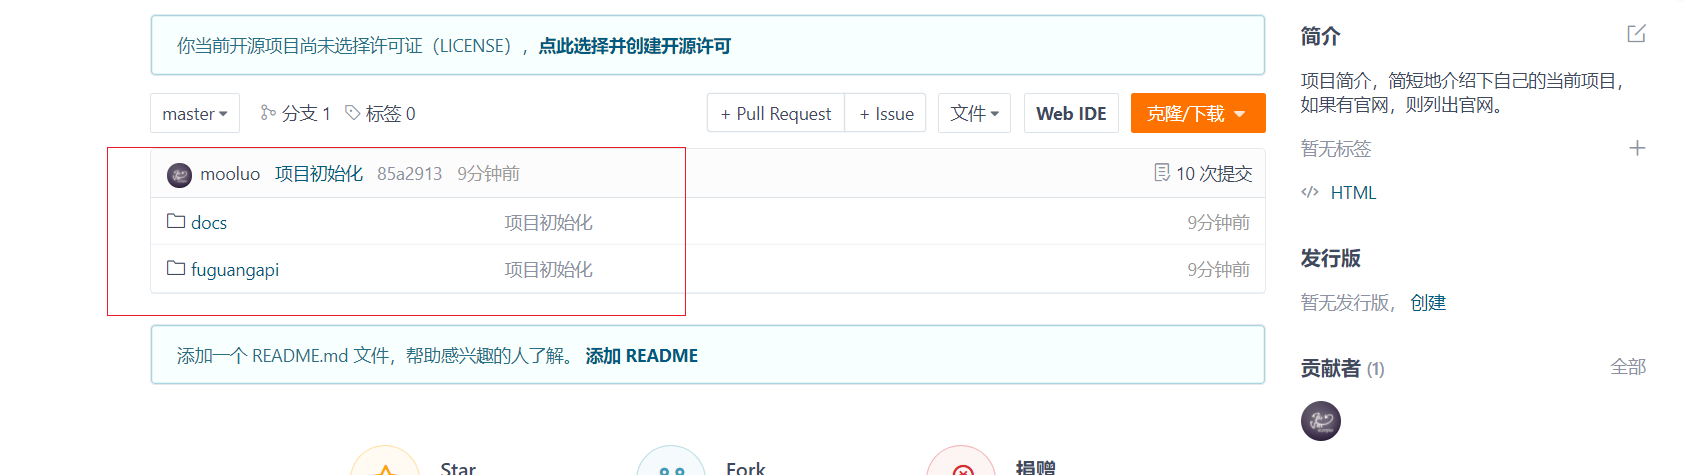 你当前开源项目尚未选择许可证（LICENSE），点此选择并创建开源许可
master 分支 1 标签 0 + Pull Request + Issue 文件 Web IDE 克隆/下载
mooluo 项目初始化 85a2913 9分钟前 10 次提交
docs 项目初始化 9分钟前
fuguangapi 项目初始化 9分钟前
添加一个 README.md 文件，帮助感兴趣的人了解。 添加 README
Star Fork 捐赠
简介
项目简介，简短地介绍下自己的当前项目，
如果有官网，则列出官网。
暂无标签
HTML
发行版
暂无发行版， 创建
贡献者 (1) 全部